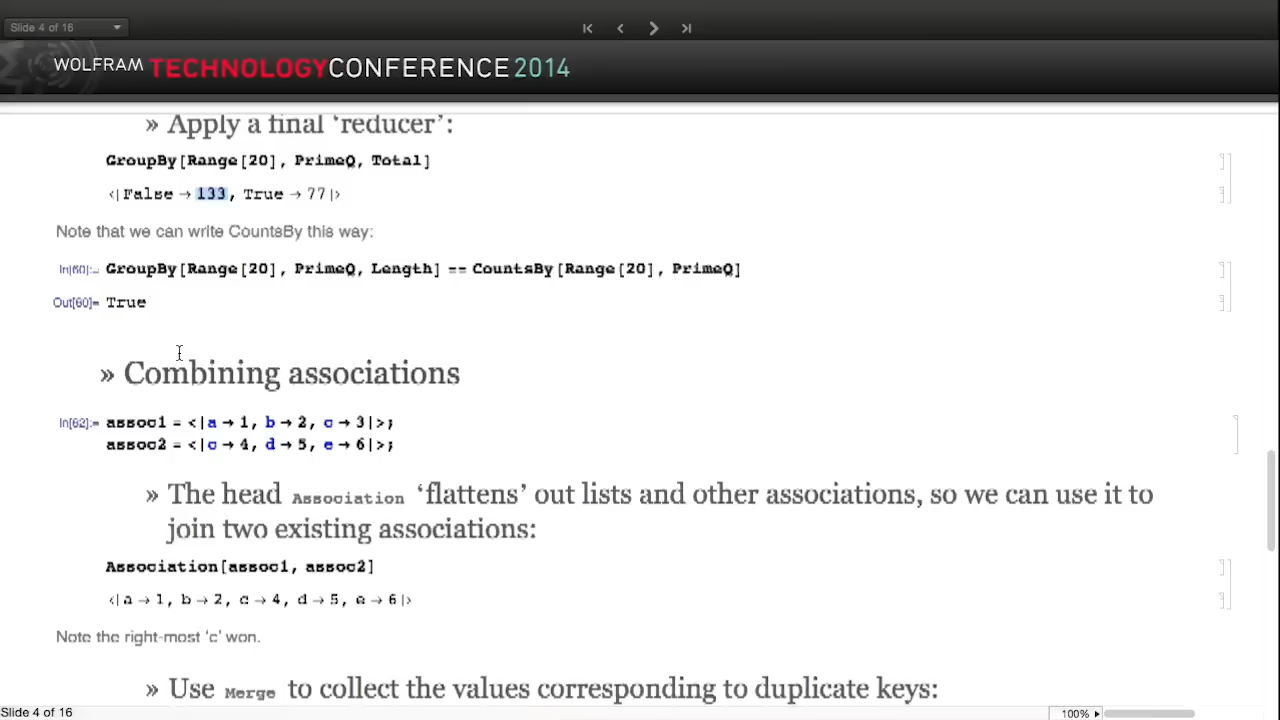 Slide 4 of 16
WOLFRAM TECHNOLOGYCONFERENCE 2014
» Apply a final ‘reducer’:
GroupBy[Range[20], PrimeQ, Total]
<|False → 133, True → 77|>
Note that we can write CountsBy this way:
In[60]:= GroupBy[Range[20], PrimeQ, Length] == CountsBy[Range[20], PrimeQ]
Out[60]= True
» Combining associations
In[62]:= assoc1 = <|a → 1, b → 2, c → 3|>;
assoc2 = <|c → 4, d → 5, e → 6|>;
» The head Association ‘flattens’ out lists and other associations, so we can use it to
join two existing associations:
Association[assoc1, assoc2]
<|a → 1, b → 2, c → 4, d → 5, e → 6|>
Note the right-most ‘c’ won.
» Use Merge to collect the values corresponding to duplicate keys:
Slide 4 of 16
100%